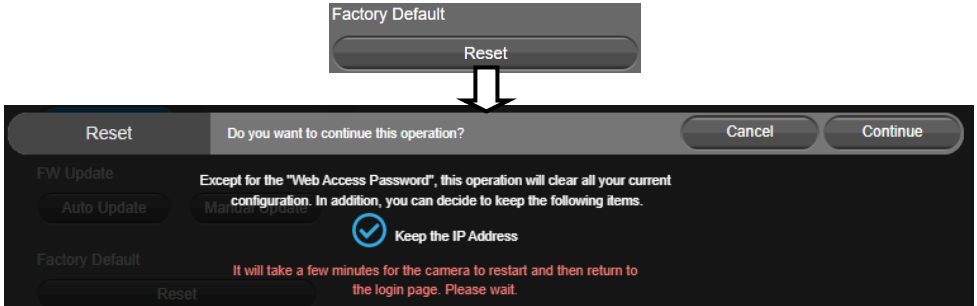 Factory Default
Reset
Reset
Do you want to continue this operation?
Cancel
Continue
FW Update
Except for the "Web Access Password", this operation will clear all your current
Auto Update
Manual Update
configuration. In addition, you can decide to keep the following items.
Keep the IP Address
Factory Default
It will take a few minutes for the camera to restart and then return to
the login page. Please wait.
Reset